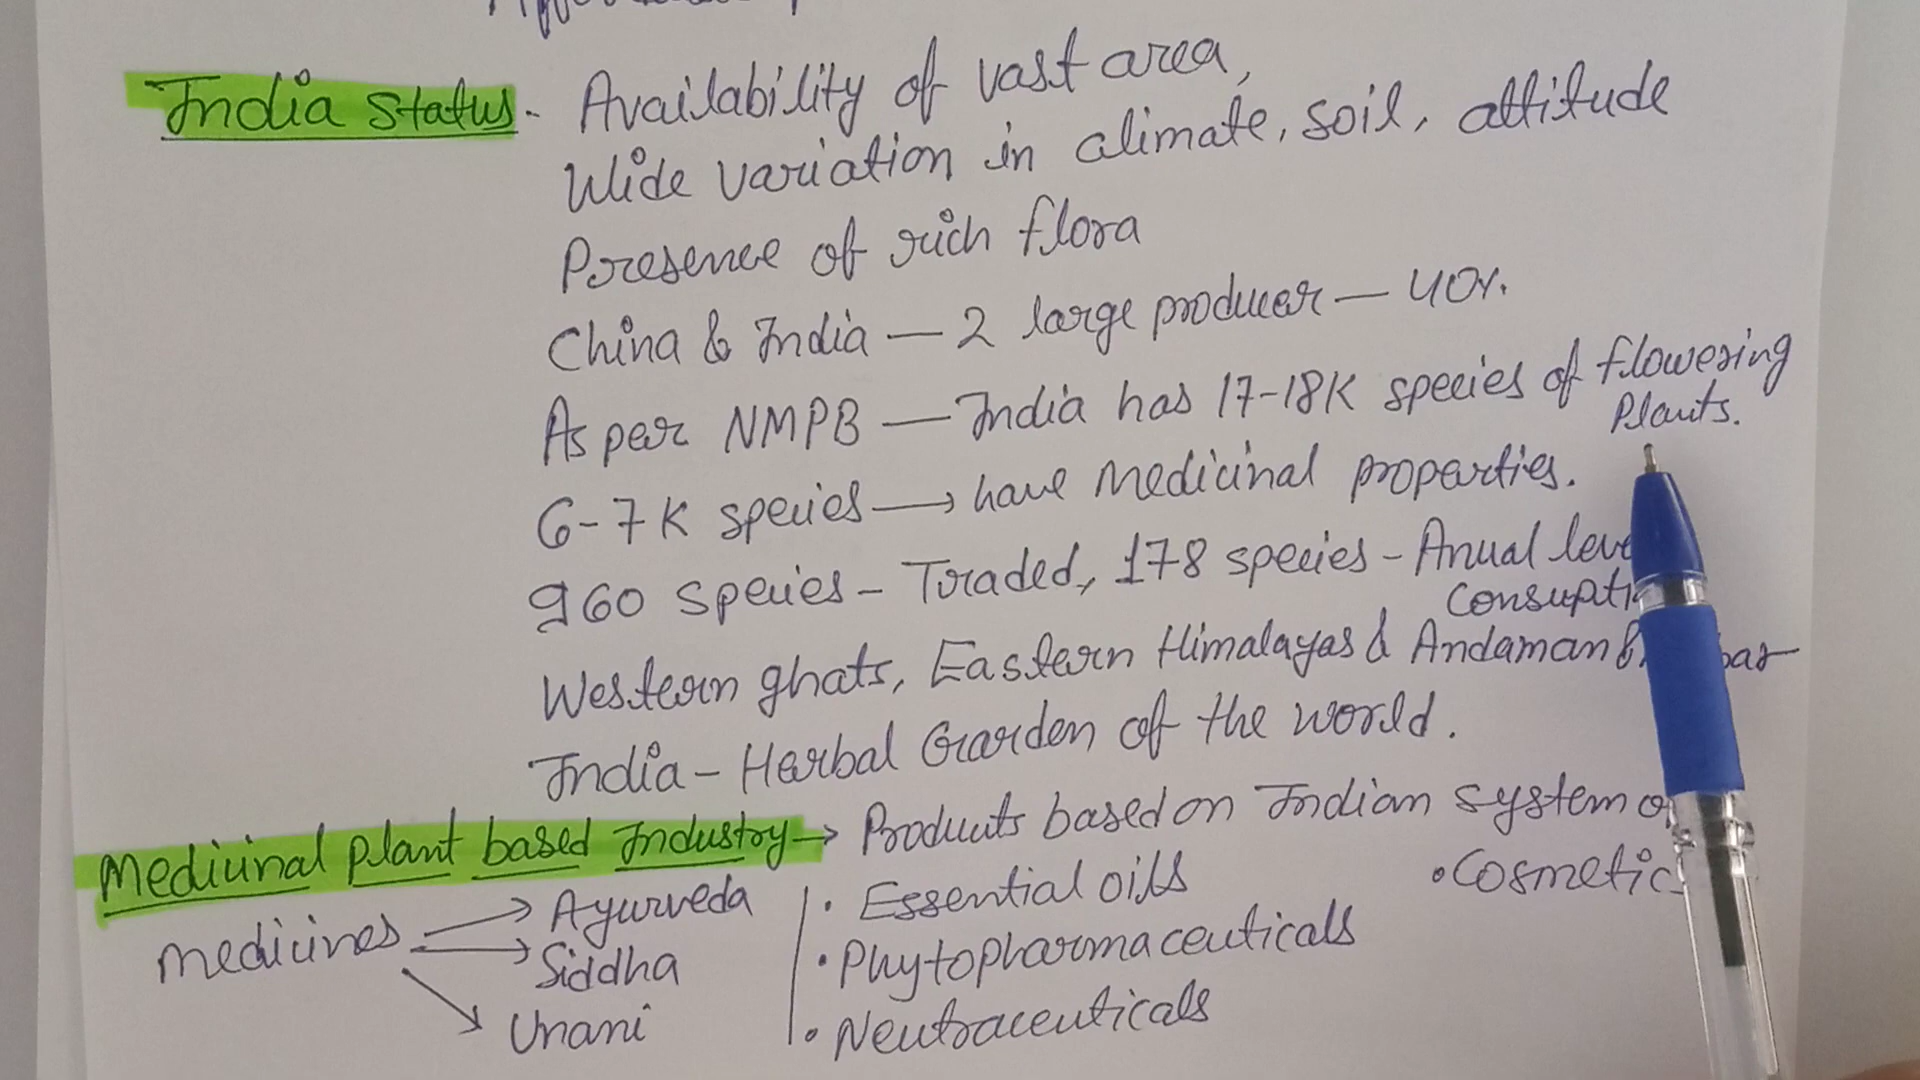 India Status - Availability of vast area,
Wide variation in climate, soil, altitude
Presence of rich flora
China & India — 2 large producer — 40%.
As per NMPB — India has 17-18K species of flowering
Plants.
6-7K species → have medicinal properties.
960 species - Traded, 178 species - Anual
Western ghats, Eastern Himalayas & Andaman &
India - Herbal Garden of the world.
Medicinal plant based Industry → Products based on Indian system
medicines → Ayurveda
→ Siddha
→ Unani
• Essential oils
• Cosmetic
• Phytopharmaceuticals
• Neutraceuticals